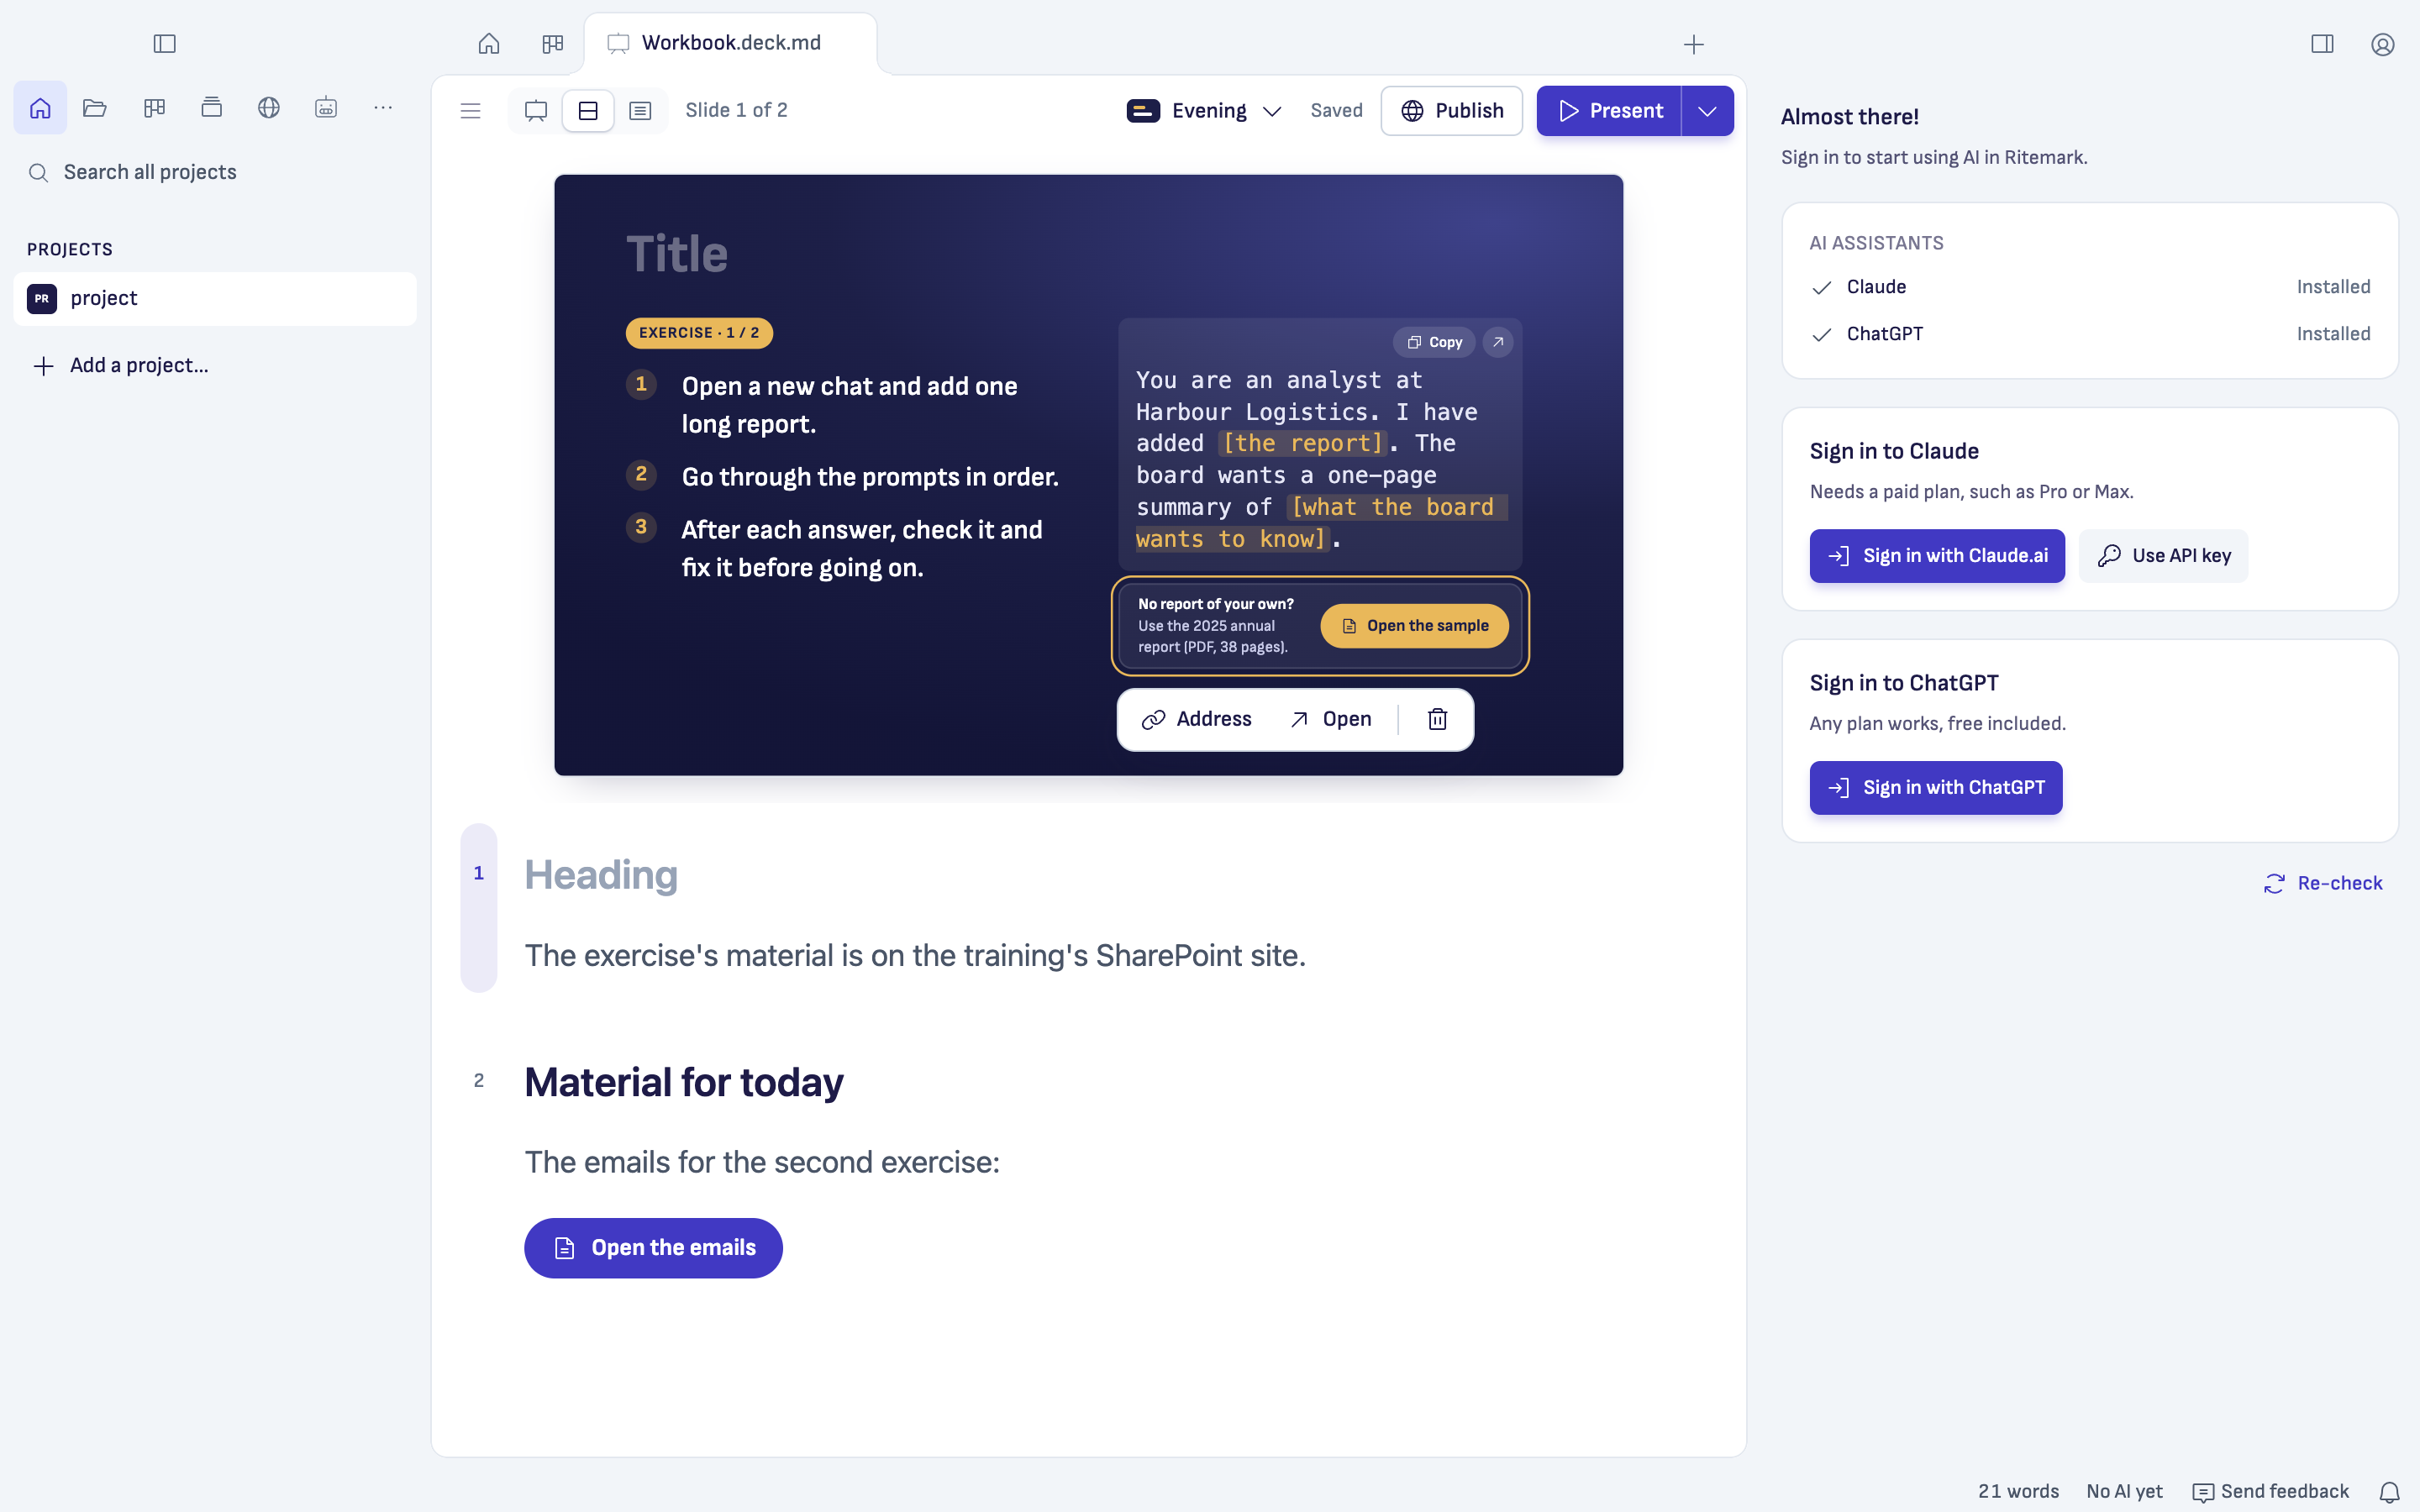 Workbook.deck.md
Search all projects
PROJECTS
PR project
Add a project...
Slide 1 of 2
Evening
Saved
Publish
Present
Title
EXERCISE · 1 / 2
1 Open a new chat and add one
long report.
2 Go through the prompts in order.
3 After each answer, check it and
fix it before going on.
Copy
You are an analyst at
Harbour Logistics. I have
added [the report]. The
board wants a one-page
summary of [what the board
wants to know].
No report of your own?
Use the 2025 annual
report (PDF, 38 pages).
Open the sample
Address
Open
1 Heading
The exercise's material is on the training's SharePoint site.
2 Material for today
The emails for the second exercise:
Open the emails
Almost there!
Sign in to start using AI in Ritemark.
AI ASSISTANTS
Claude Installed
ChatGPT Installed
Sign in to Claude
Needs a paid plan, such as Pro or Max.
Sign in with Claude.ai
Use API key
Sign in to ChatGPT
Any plan works, free included.
Sign in with ChatGPT
Re-check
21 words
No AI yet
Send feedback